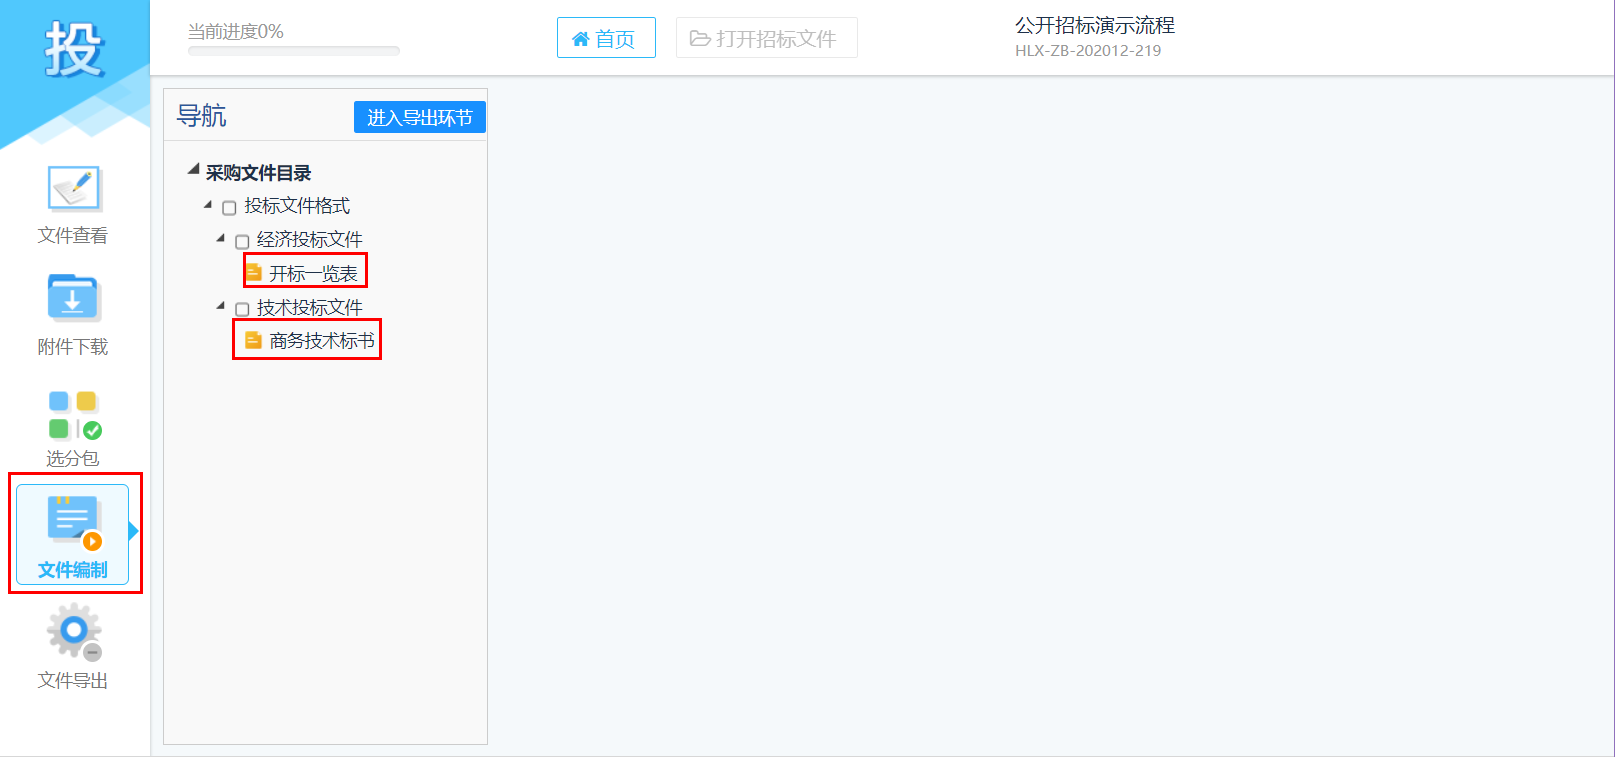 投
当前进度0%
首页
打开招标文件
公开招标演示流程
HLX-ZB-202012-219
文件查看
附件下载
选分包
文件编制
文件导出
导航
进入导出环节
采购文件目录
投标文件格式
经济投标文件
开标一览表
技术投标文件
商务技术标书